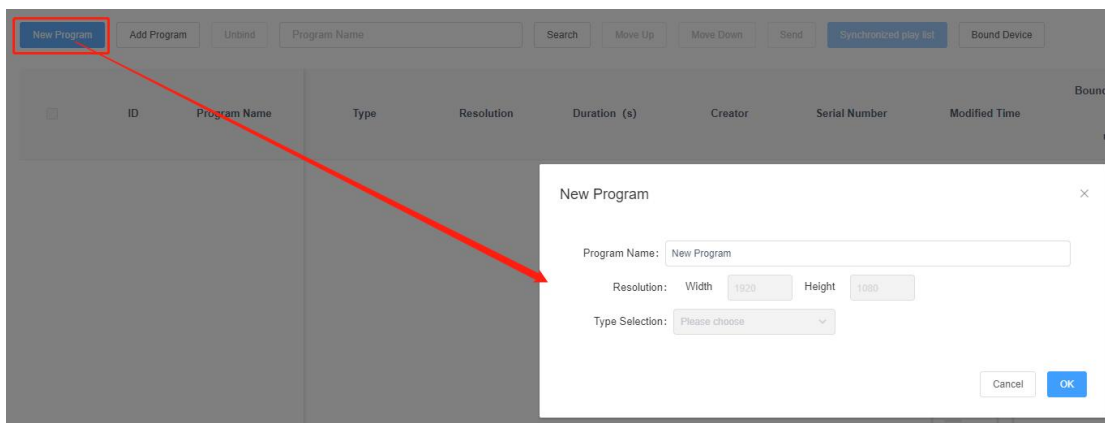 New Program Add Program Unbind Program Name Search Move Up Move Down Send Synchronized play list Bound Device
Bound
ID Program Name Type Resolution Duration (s) Creator Serial Number Modified Time
New Program
Program Name: New Program
Resolution: Width 1920 Height 1080
Type Selection: Please choose
Cancel OK